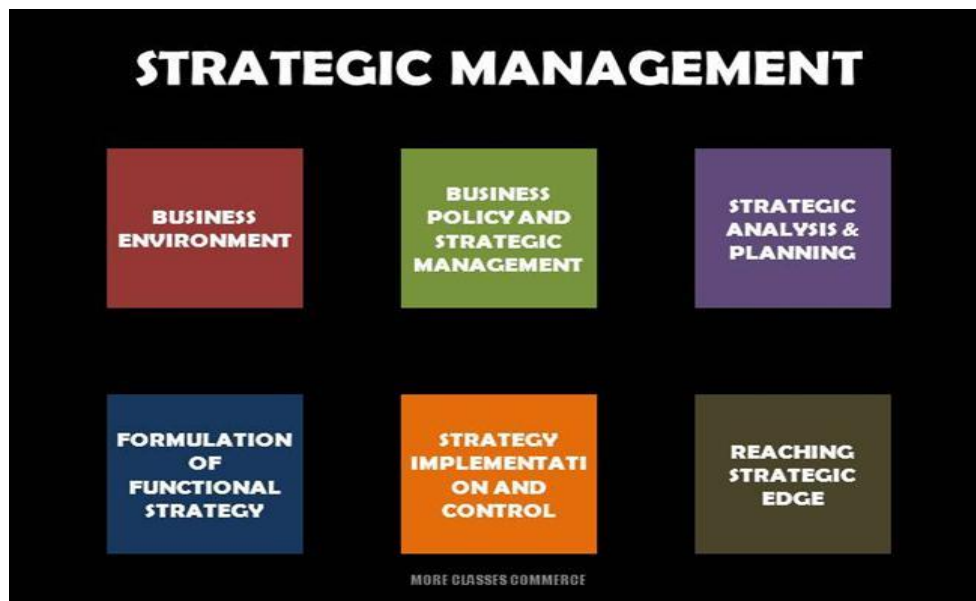 STRATEGIC MANAGEMENT
BUSINESS
ENVIRONMENT
BUSINESS
POLICY AND
STRATEGIC
MANAGEMENT
STRATEGIC
ANALYSIS &
PLANNING
FORMULATION
OF
FUNCTIONAL
STRATEGY
STRATEGY
IMPLEMENTATI
ON AND
CONTROL
REACHING
STRATEGIC
EDGE
MORE CLASSES COMMERCE